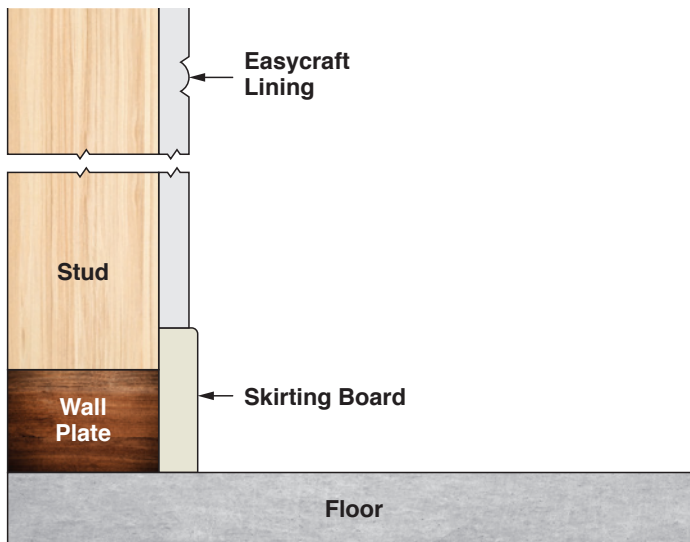 Easycraft
Lining
Stud
Skirting Board
Wall
Plate
Floor